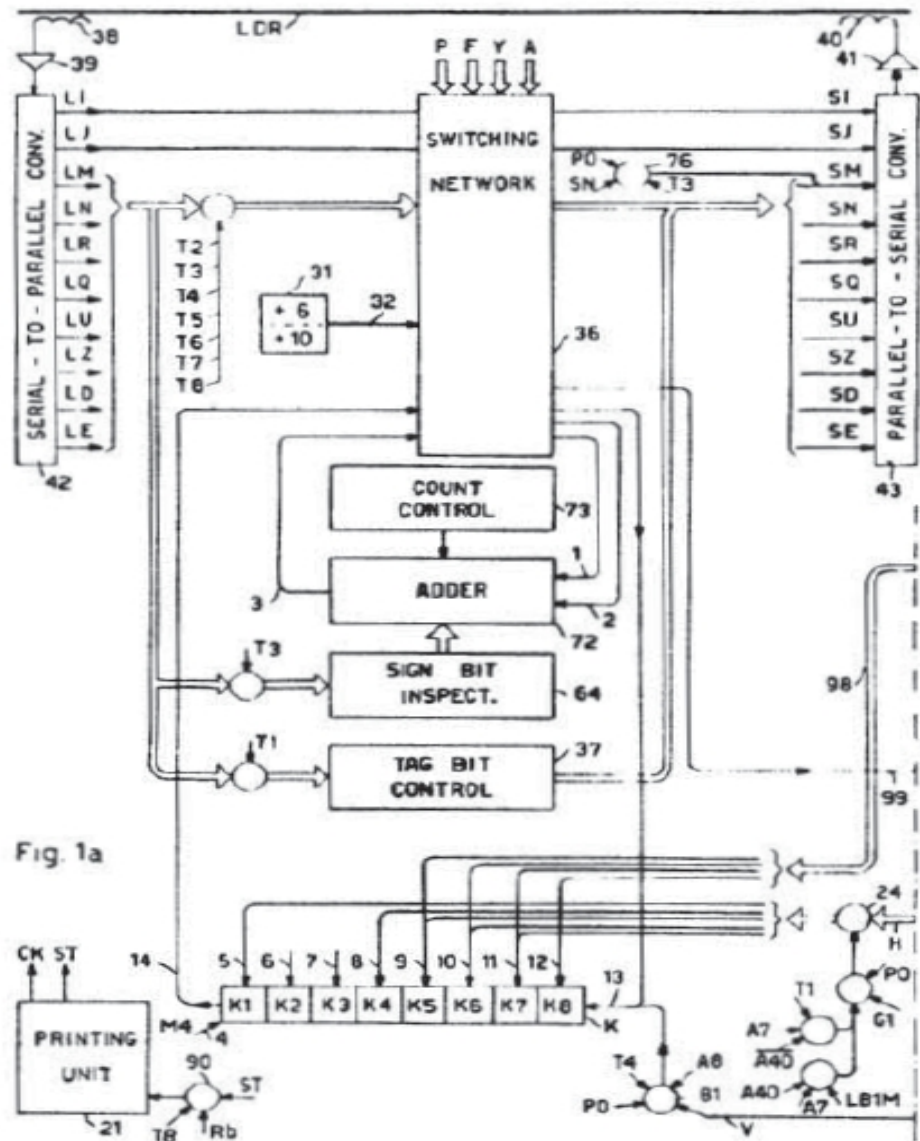 LDR
38
40
39
41
P F Y A
LI
LJ
LM
LN
LR
LQ
LU
LZ
LD
LE
SERIAL - TO - PARALLEL CONV.
42
SWITCHING
NETWORK
36
SI
SJ
SM
SN
SR
SQ
SU
SZ
SD
SE
PARALLEL - TO - SERIAL CONV.
43
PO
76
SN
T3
T2
T3
T4
T5
T6
T7
T8
31
+ 6
+ 10
32
COUNT
CONTROL
73
1
ADDER
3
2
72
T3
SIGN BIT
INSPECT.
64
98
T1
TAG BIT
CONTROL
37
99
Fig. 1a
24
H
CK ST
14
5
6
7
8
9
10
11
12
13
PO
G1
T1
A7
A40
K1 K2 K3 K4 K5 K6 K7 K8
M4
4
K
PRINTING
UNIT
21
90
ST
Rb
T4
A8
PO
81
V
A40
A7
LB1M